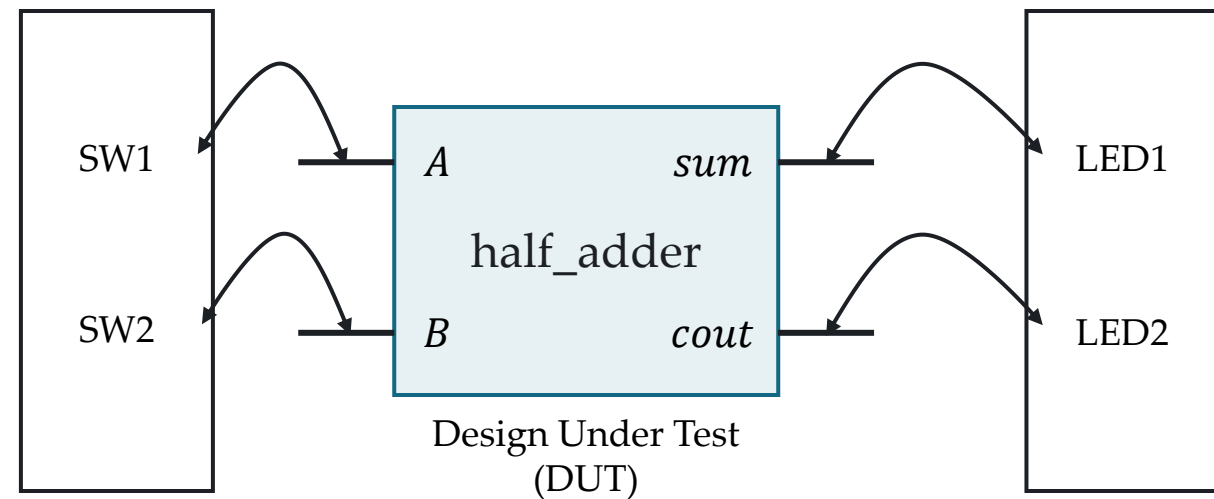 SW1
A
sum
LED1
half_adder
SW2
B
cout
LED2
Design Under Test
(DUT)